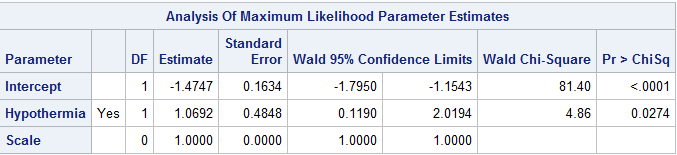 Analysis Of Maximum Likelihood Parameter Estimates
Parameter DF Estimate Standard Error Wald 95% Confidence Limits Wald Chi-Square Pr > ChiSq
Intercept 1 -1.4747 0.1634 -1.7950 -1.1543 81.40 <.0001
Hypothermia Yes 1 1.0692 0.4848 0.1190 2.0194 4.86 0.0274
Scale 0 1.0000 0.0000 1.0000 1.0000